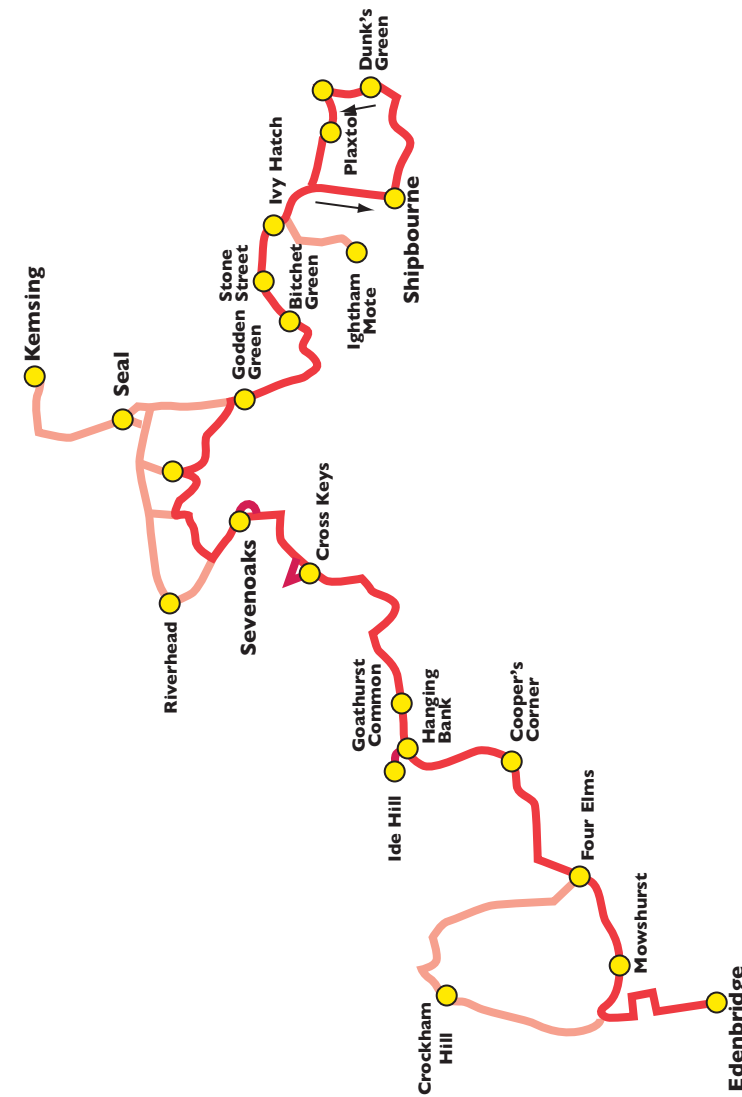 Kemsing
Seal
Riverhead
Sevenoaks
Godden
Green
Stone
Street
Bitchet
Green
Ivy Hatch
Ightham
Mote
Plaxtol
Dunk's
Green
Shipbourne
Cross Keys
Goathurst
Common
Hanging
Bank
Ide Hill
Cooper's
Corner
Four Elms
Mowshurst
Crockham
Hill
Edenbridge